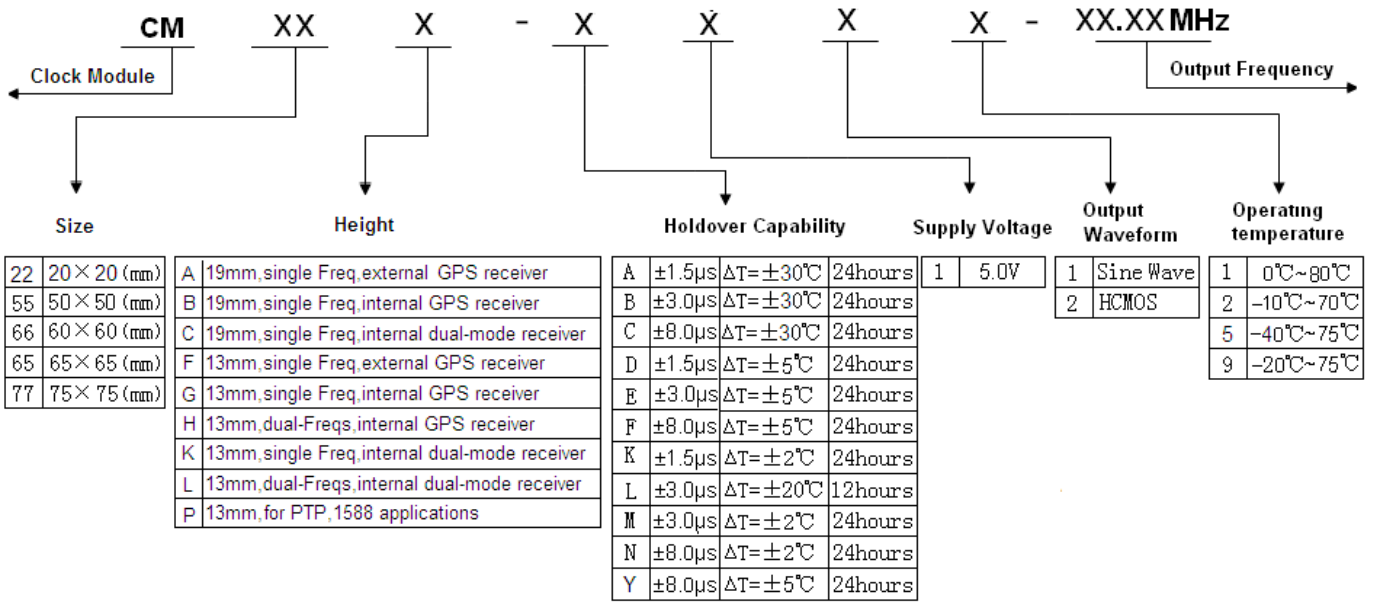 CM XX X - X X X X - XX.XX MHz
Clock Module
Output Frequency
Size
Height
Holdover Capability
Supply Voltage
Output
Waveform
Operating
temperature
22 20×20(mm)
55 50×50(mm)
66 60×60(mm)
65 65×65(mm)
77 75×75(mm)
A 19mm,single Freq,external GPS receiver
B 19mm,single Freq,internal GPS receiver
C 19mm,single Freq,internal dual-mode receiver
F 13mm,single Freq,external GPS receiver
G 13mm,single Freq,internal GPS receiver
H 13mm,dual-Freqs,internal GPS receiver
K 13mm,single Freq,internal dual-mode receiver
L 13mm,dual-Freqs,internal dual-mode receiver
P 13mm,for PTP,1588 applications
A ±1.5μs ΔT=±30℃ 24hours
B ±3.0μs ΔT=±30℃ 24hours
C ±8.0μs ΔT=±30℃ 24hours
D ±1.5μs ΔT=±5℃ 24hours
E ±3.0μs ΔT=±5℃ 24hours
F ±8.0μs ΔT=±5℃ 24hours
K ±1.5μs ΔT=±2℃ 24hours
L ±3.0μs ΔT=±20℃ 12hours
M ±3.0μs ΔT=±2℃ 24hours
N ±8.0μs ΔT=±2℃ 24hours
Y ±8.0μs ΔT=±5℃ 24hours
1 5.0V
1 Sine Wave
2 HCMOS
1 0℃~80℃
2 -10℃~70℃
5 -40℃~75℃
9 -20℃~75℃